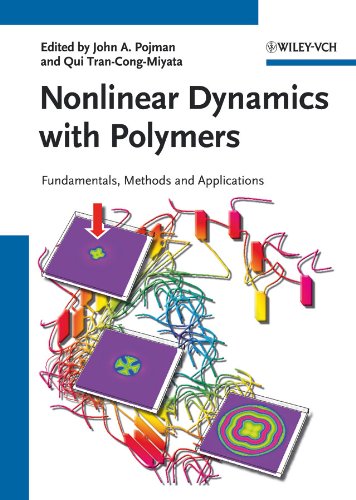 Edited by John A. Pojman
and Qui Tran-Cong-Miyata
WILEY-VCH
Nonlinear Dynamics
with Polymers
Fundamentals, Methods and Applications